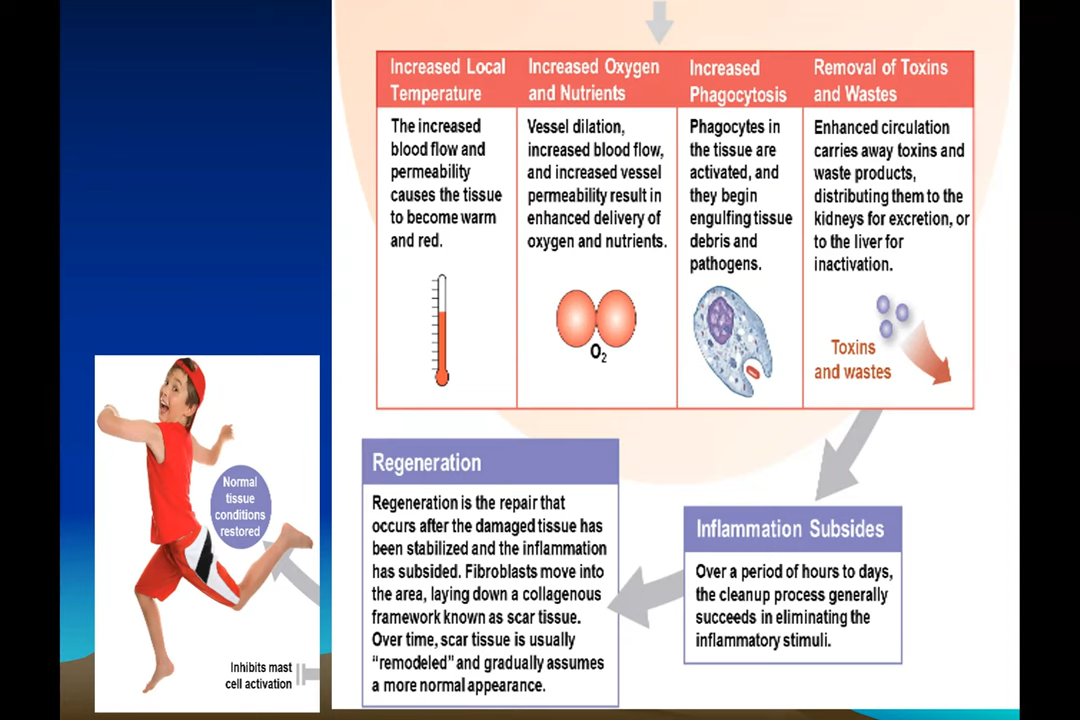 Increased Local
Temperature
The increased
blood flow and
permeability
causes the tissue
to become warm
and red.
Increased Oxygen
and Nutrients
Vessel dilation,
increased blood flow,
and increased vessel
permeability result in
enhanced delivery of
oxygen and nutrients.
O2
Increased
Phagocytosis
Phagocytes in
the tissue are
activated, and
they begin
engulfing tissue
debris and
pathogens.
Removal of Toxins
and Wastes
Enhanced circulation
carries away toxins and
waste products,
distributing them to the
kidneys for excretion, or
to the liver for
inactivation.
Toxins
and wastes
Inflammation Subsides
Over a period of hours to days,
the cleanup process generally
succeeds in eliminating the
inflammatory stimuli.
Regeneration
Regeneration is the repair that
occurs after the damaged tissue has
been stabilized and the inflammation
has subsided. Fibroblasts move into
the area, laying down a collagenous
framework known as scar tissue.
Over time, scar tissue is usually
“remodeled” and gradually assumes
a more normal appearance.
Normal
tissue
conditions
restored
Inhibits mast
cell activation